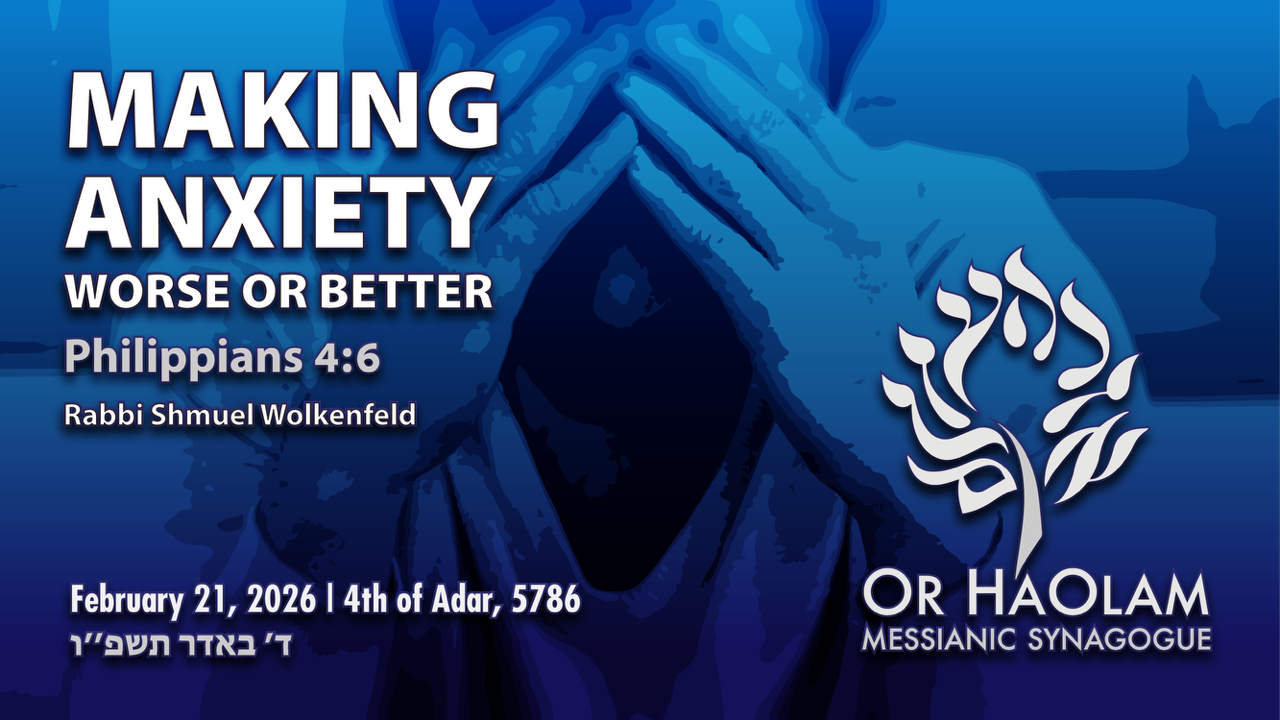 MAKING
ANXIETY
WORSE OR BETTER
Philippians 4:6
Rabbi Shmuel Wolkenfeld
February 21, 2026 | 4th of Adar, 5786
ד׳ באדר תשפ׳׳ו
OR HAOLAM
MESSIANIC SYNAGOGUE